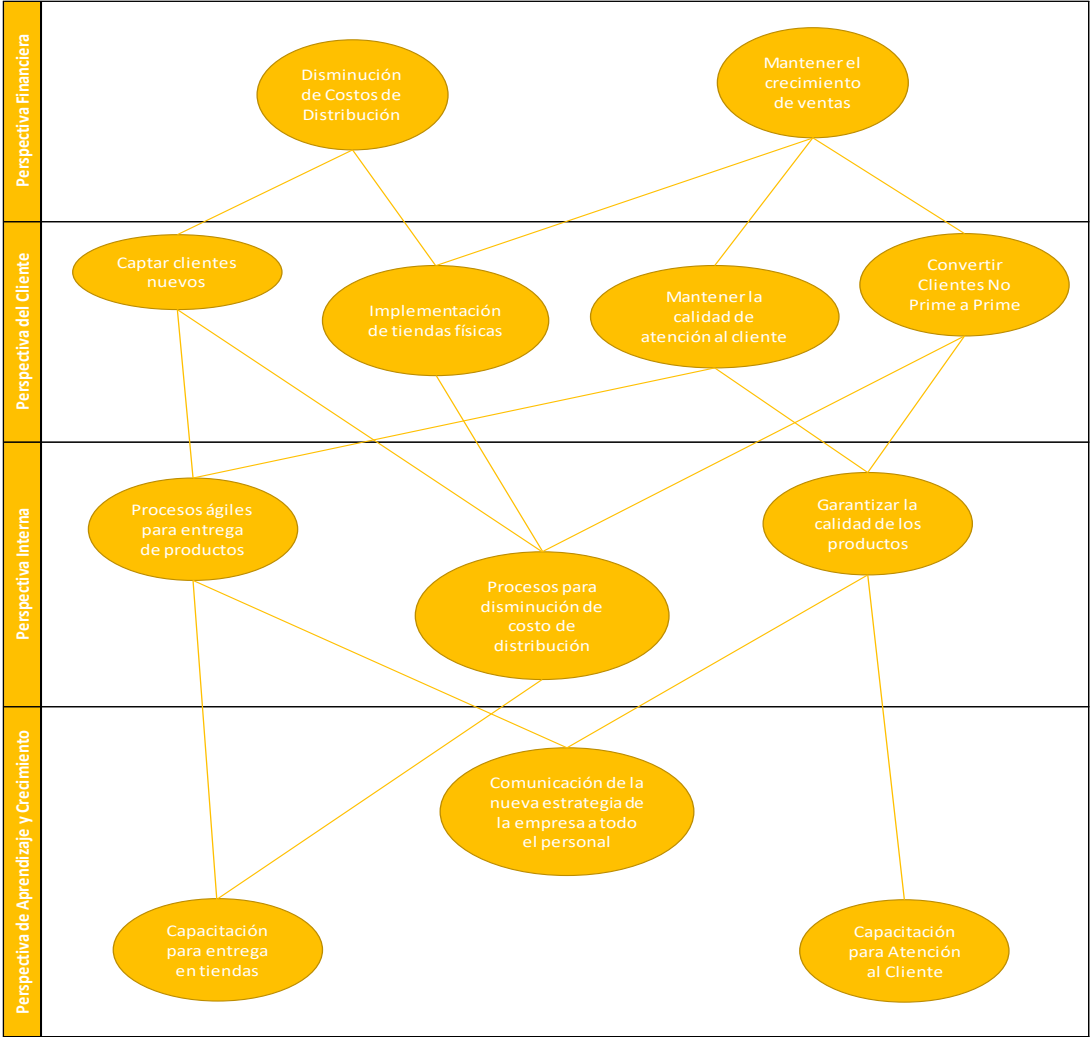 Perspectiva Financiera
Disminución
de Costos de
Distribución
Mantener el
crecimiento
de ventas
Perspectiva del Cliente
Captar clientes
nuevos
Implementación
de tiendas físicas
Mantener la
calidad de
atención al cliente
Convertir
Clientes No
Prime a Prime
Perspectiva Interna
Procesos ágiles
para entrega
de productos
Procesos para
disminución de
costo de
distribución
Garantizar la
calidad de los
productos
Perspectiva de Aprendizaje y Crecimiento
Comunicación de la
nueva estrategia de
la empresa a todo
el personal
Capacitación
para entrega
en tiendas
Capacitación
para Atención
al Cliente